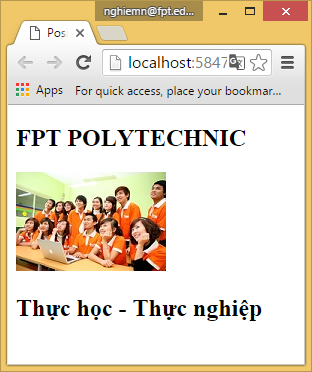 nghiemn@fpt.ed...
Pos
localhost:5847
Apps For quick access, place your bookmar...
FPT POLYTECHNIC
Thực học - Thực nghiệp